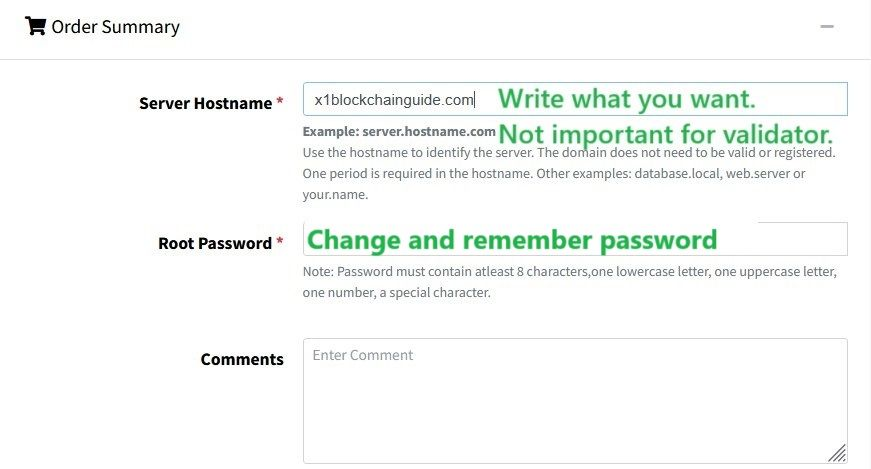 Order Summary
Server Hostname *
x1blockchainguide.com
Write what you want.
Example: server.hostname.com
Not important for validator.
Use the hostname to identify the server. The domain does not need to be valid or registered.
One period is required in the hostname. Other examples: database.local, web.server or
your.name.
Root Password *
Change and remember password
Note: Password must contain atleast 8 characters,one lowercase letter, one uppercase letter,
one number, a special character.
Comments
Enter Comment